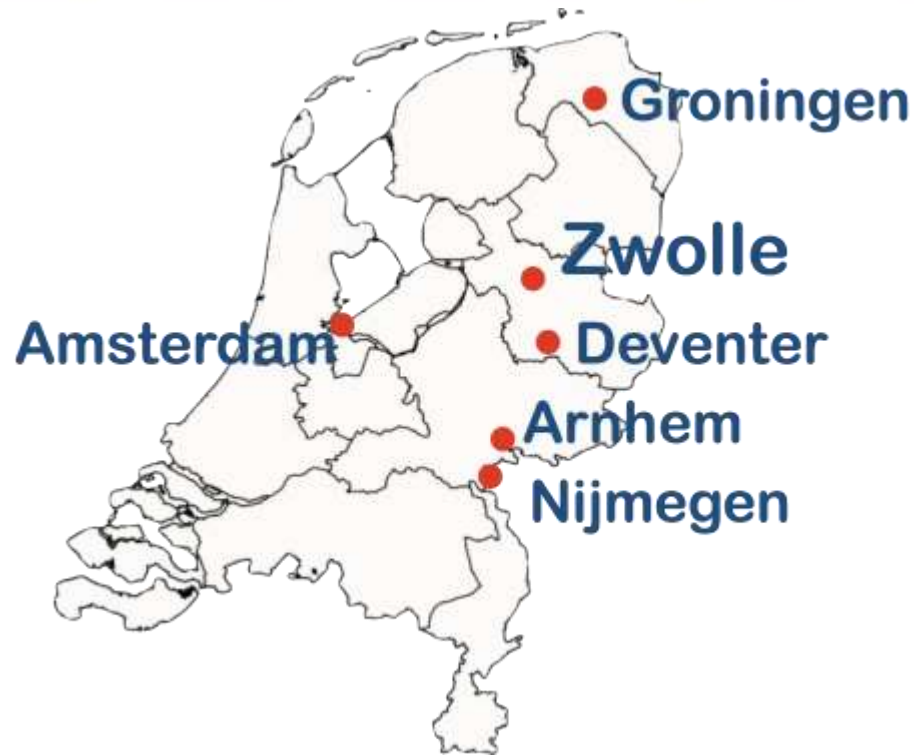 Groningen
Zwolle
Amsterdam
Deventer
Arnhem
Nijmegen